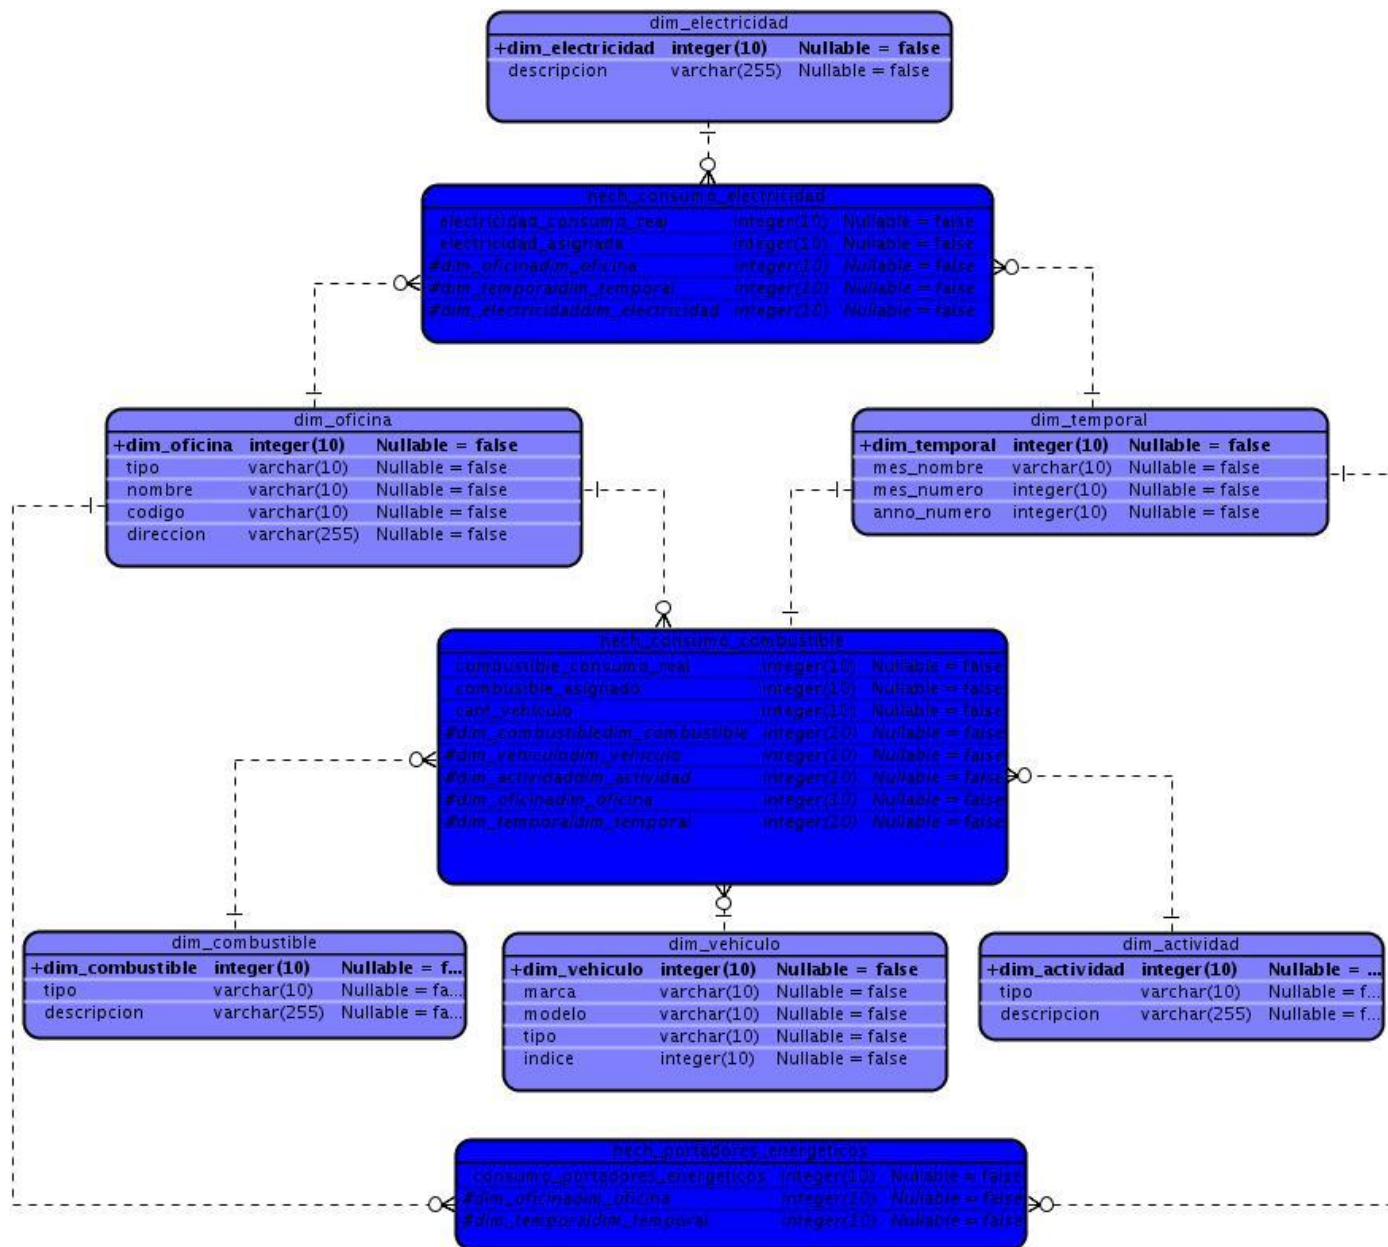 dim_electricidad
+dim_electricidad integer(10) Nullable = false
descripcion varchar(255) Nullable = false
hech_consumo_electricidad
electricidad_consumo_real integer(10) Nullable = false
electricidad_asignada integer(10) Nullable = false
#dim_oficinadim_oficina integer(10) Nullable = false
#dim_temporaldim_temporal integer(10) Nullable = false
#dim_electricidaddim_electricidad integer(10) Nullable = false
dim_oficina
+dim_oficina integer(10) Nullable = false
tipo varchar(10) Nullable = false
nombre varchar(10) Nullable = false
codigo varchar(10) Nullable = false
direccion varchar(255) Nullable = false
dim_temporal
+dim_temporal integer(10) Nullable = false
mes_nombre varchar(10) Nullable = false
mes_numero integer(10) Nullable = false
anno_numero integer(10) Nullable = false
hech_consumo_combustible
combustible_consumo_real integer(10) Nullable = false
combusible_asignado integer(10) Nullable = false
cant_vehiculo integer(10) Nullable = false
#dim_combustibledim_combustible integer(10) Nullable = false
#dim_vehiculodim_vehiculo integer(10) Nullable = false
#dim_actividaddim_actividad integer(10) Nullable = false
#dim_oficinadim_oficina integer(10) Nullable = false
#dim_temporaldim_temporal integer(10) Nullable = false
dim_combustible
+dim_combustible integer(10) Nullable = f...
tipo varchar(10) Nullable = fa...
descripcion varchar(255) Nullable = fa...
dim_vehiculo
+dim_vehiculo integer(10) Nullable = false
marca varchar(10) Nullable = false
modelo varchar(10) Nullable = false
tipo varchar(10) Nullable = false
indice integer(10) Nullable = false
dim_actividad
+dim_actividad integer(10) Nullable = ...
tipo varchar(10) Nullable = f...
descripcion varchar(255) Nullable = f...
hech_portadores_energeticos
consumo_portadores_energeticos integer(10) Nullable = false
#dim_oficinadim_oficina integer(10) Nullable = false
#dim_temporaldim_temporal integer(10) Nullable = false